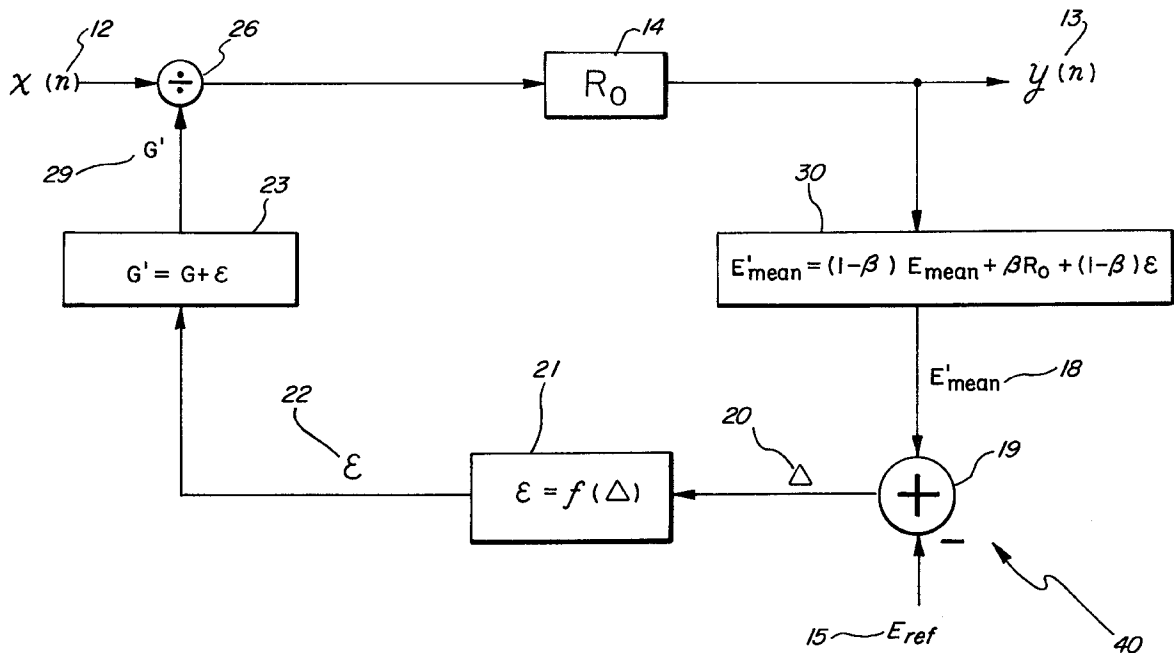 12
26
14
13
x (n)
÷
R₀
y (n)
29
G'
23
30
G' = G + ε
E'mean = (1-β) Emean + βR₀ + (1-β) ε
E'mean
18
22
ε
21
20
Δ
19
ε = f (Δ)
+
−
15
E ref
40